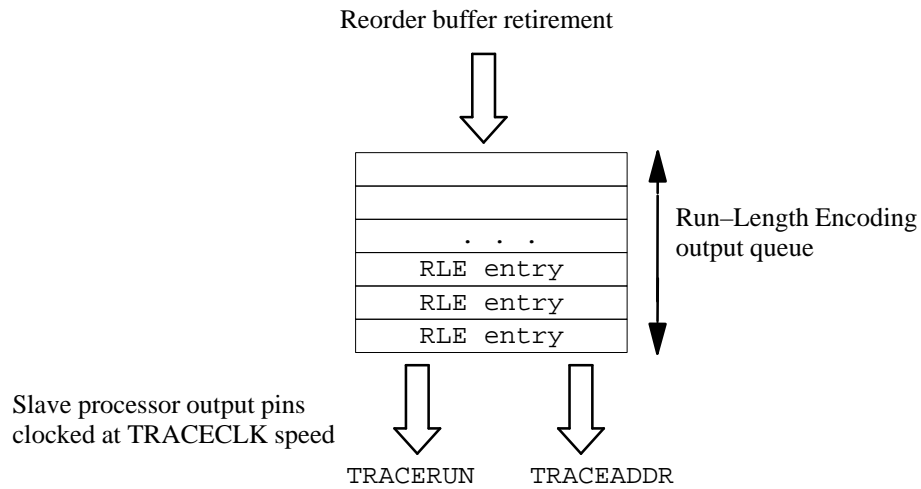 Reorder buffer retirement
Run–Length Encoding
output queue
. . .
RLE entry
RLE entry
RLE entry
Slave processor output pins
clocked at TRACECLK speed
TRACERUN
TRACEADDR